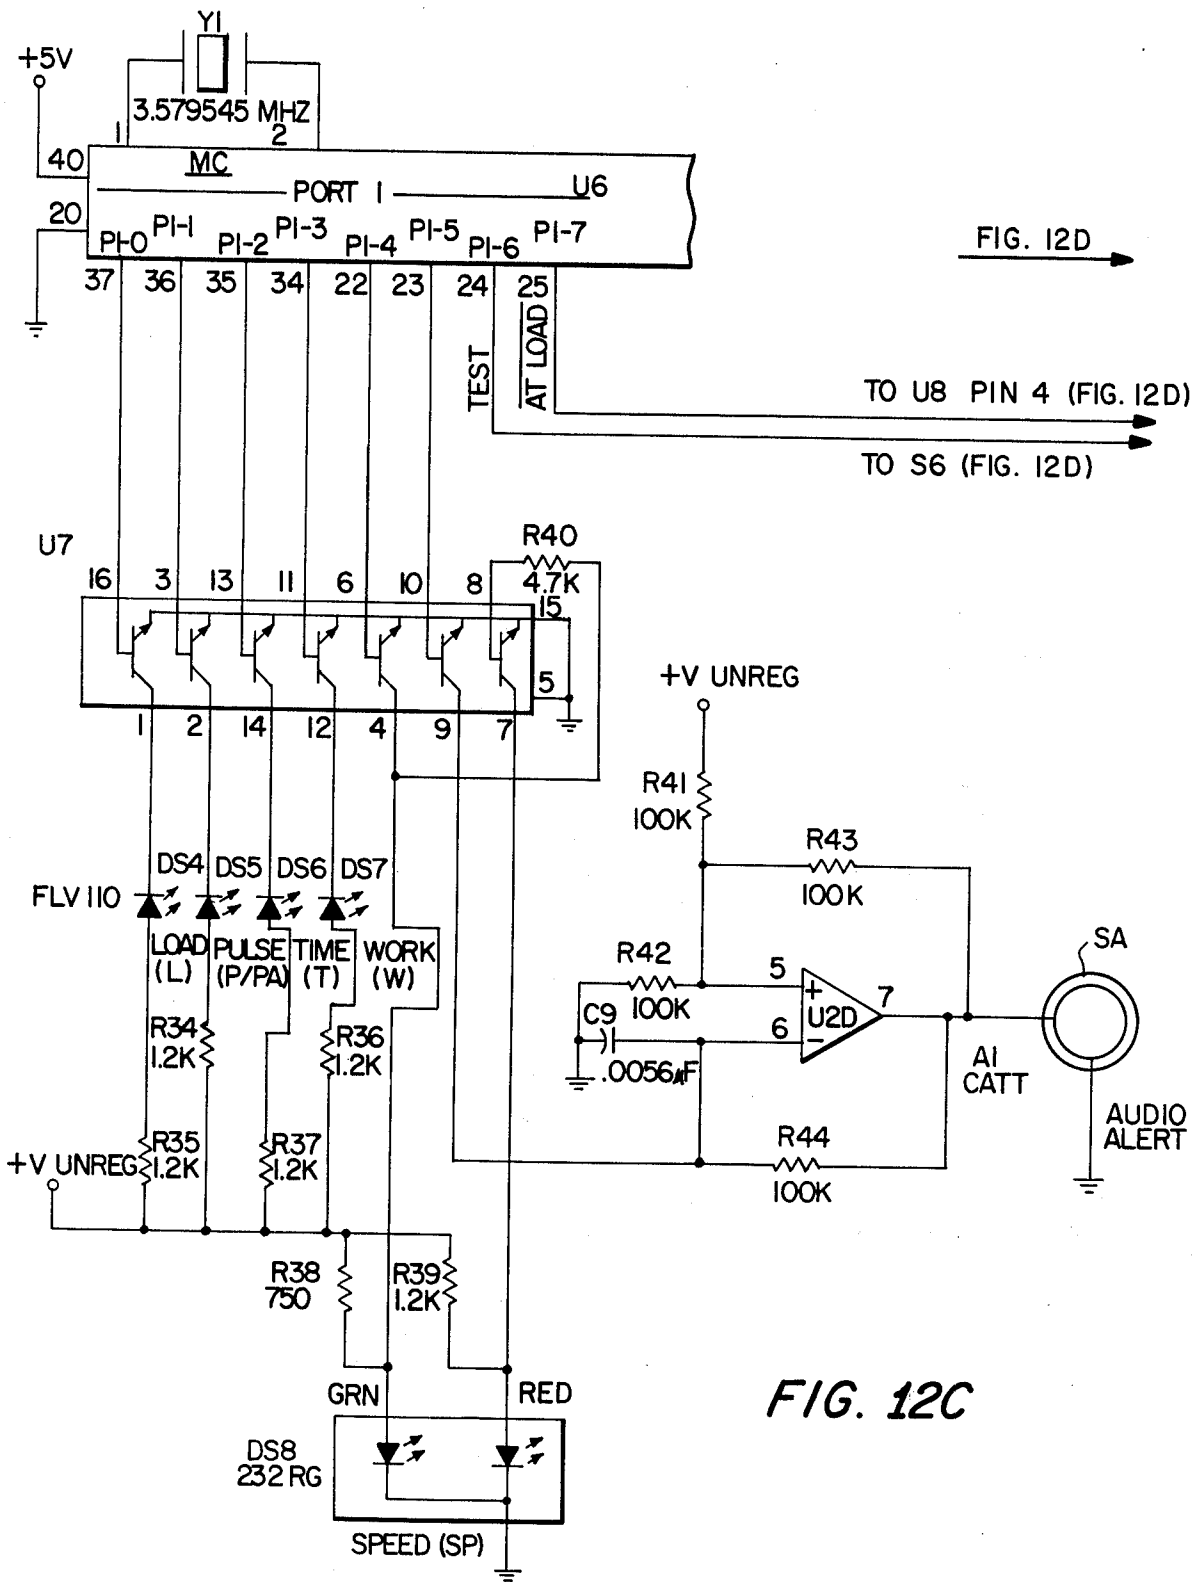 Y1
+5V
3.579545 MHZ
1
2
40
MC
PORT 1
U6
20
P1-0
P1-1
P1-2
P1-3
P1-4
P1-5
P1-6
P1-7
FIG. 12D
37
36
35
34
22
23
24
25
TEST
AT LOAD
TO U8 PIN 4 (FIG. 12D)
TO S6 (FIG. 12D)
U7
R40
4.7K
16
3
13
11
6
10
8
15
5
1
2
14
12
4
9
7
+V UNREG
R41
100K
R43
100K
DS4
DS5
DS6
DS7
FLV110
LOAD
(L)
PULSE
(P/PA)
TIME
(T)
WORK
(W)
R42
100K
C9
.0056µF
5
+
6
-
U2D
7
SA
A1
CATT
AUDIO
ALERT
R34
1.2K
R36
1.2K
R35
1.2K
R37
1.2K
R44
100K
+V UNREG
R38
750
R39
1.2K
GRN
RED
DS8
232 RG
SPEED (SP)
FIG. 12C